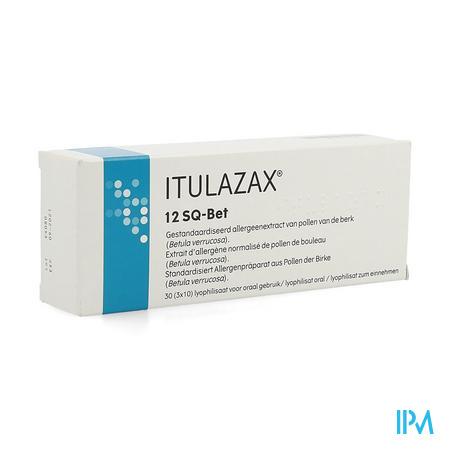 ITULAZAX®
12 SQ-Bet
Gestandaardiseerd allergeenextract van pollen van de berk
(Betula verrucosa).
Extrait d'allergène normalisé de pollen de bouleau
(Betula verrucosa).
Standardisiert Allergenpräparat aus Pollen der Birke
(Betula verrucosa).
30 (3x10) lyophilisaat voor oraal gebruik/ lyophilisat oral / lyophilisat zum einnehmen
IPM